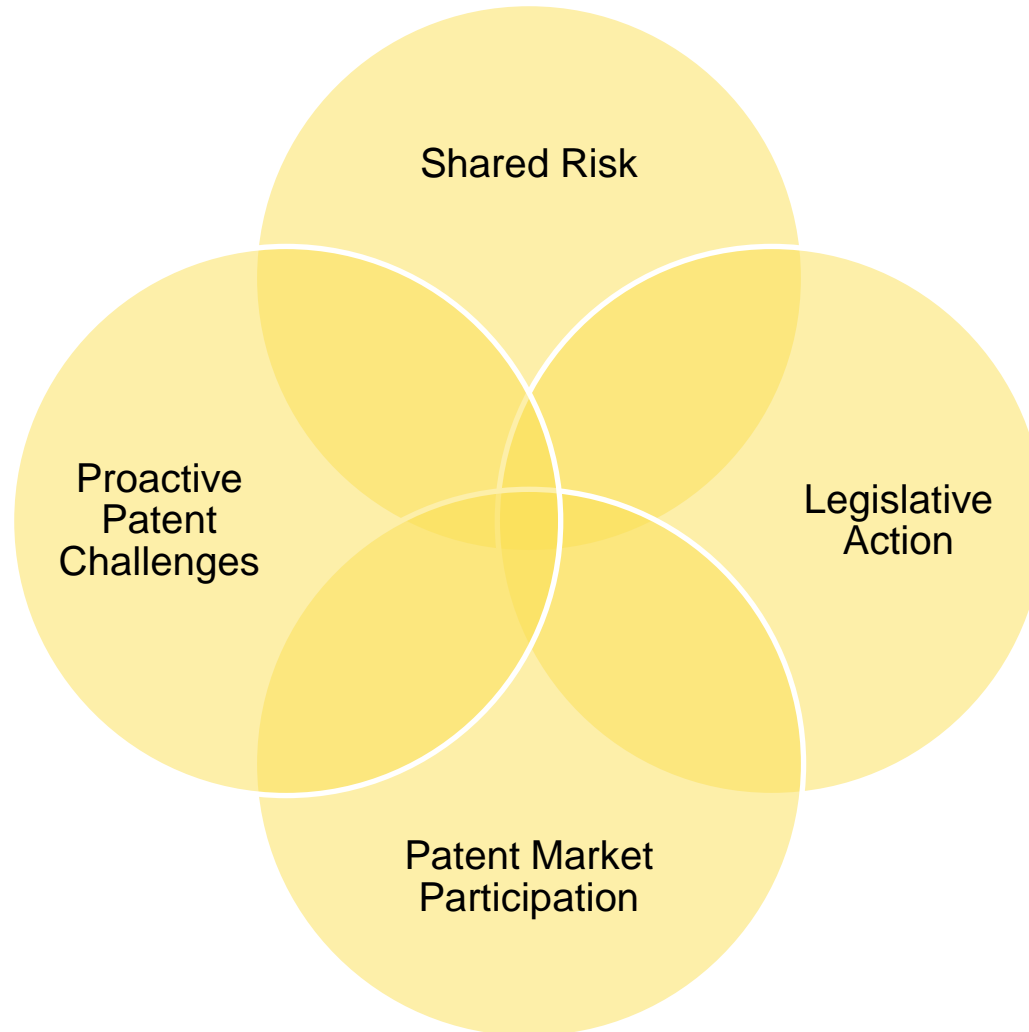 Shared Risk
Proactive
Patent
Challenges
Legislative
Action
Patent Market
Participation